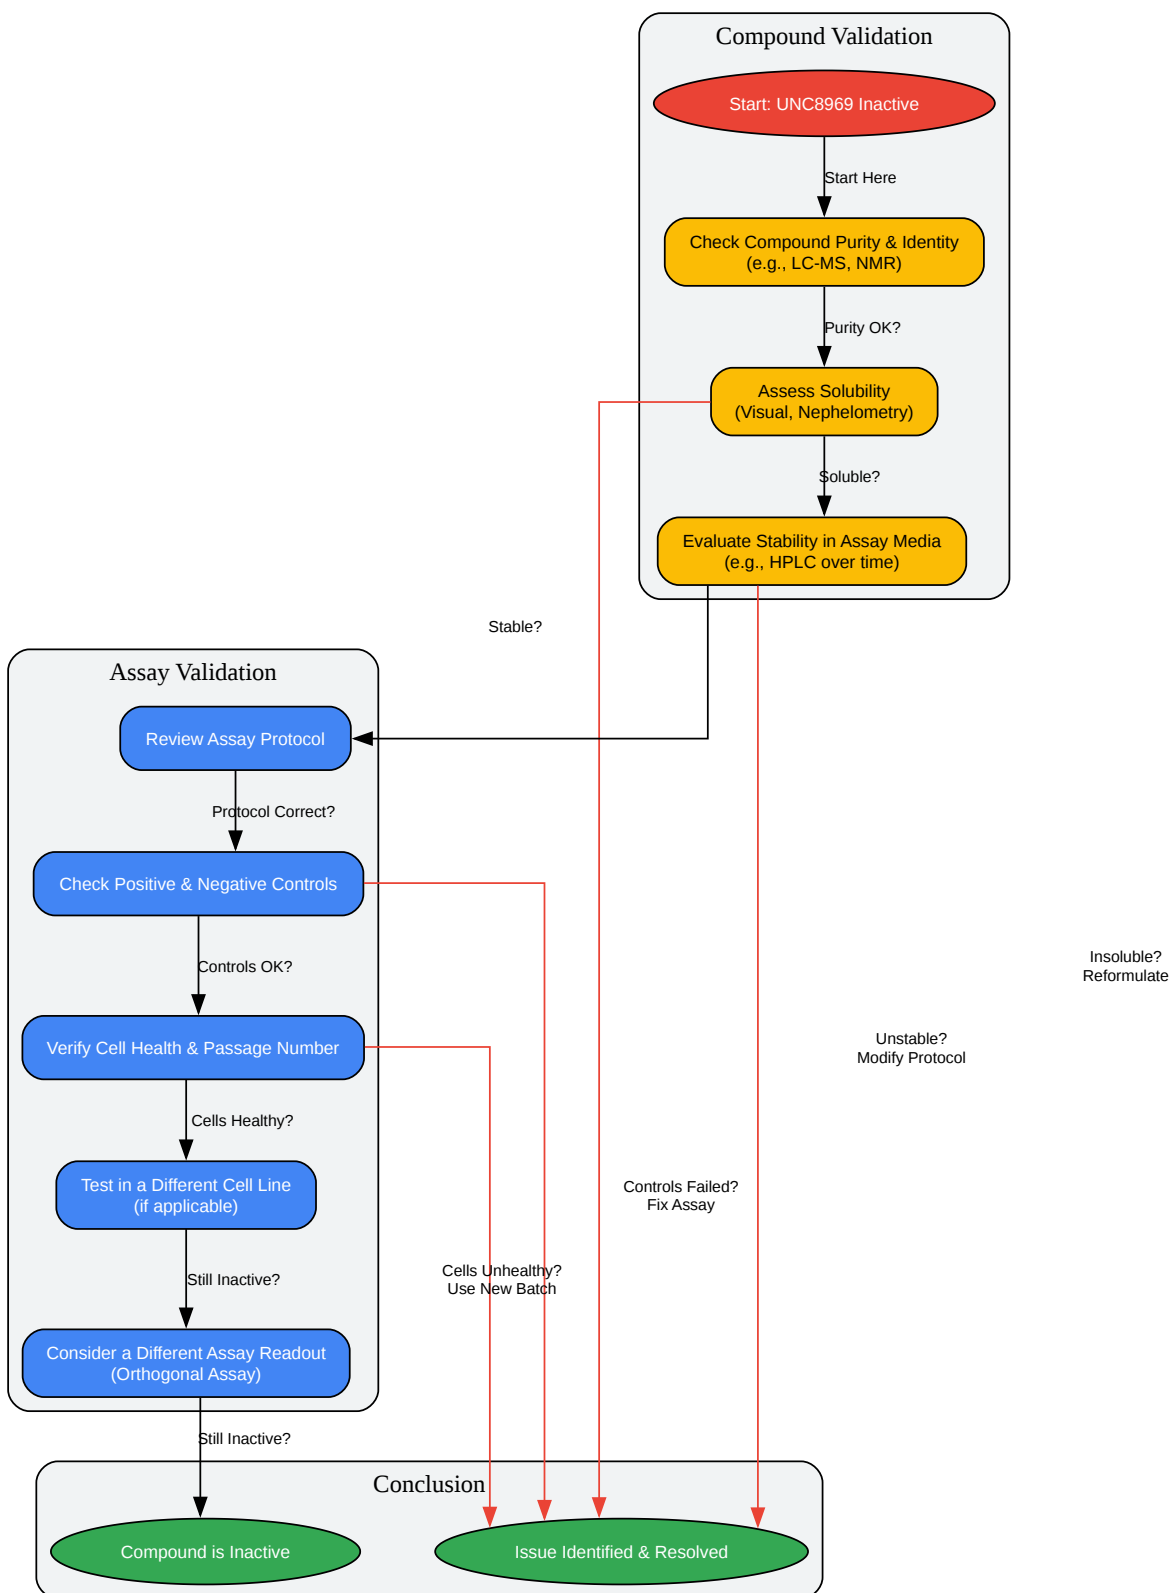 Compound Validation
Start: UNC8969 Inactive
Start Here
Check Compound Purity & Identity
(e.g., LC-MS, NMR)
Purity OK?
Assess Solubility
(Visual, Nephelometry)
Soluble?
Evaluate Stability in Assay Media
(e.g., HPLC over time)
Stable?
Assay Validation
Review Assay Protocol
Protocol Correct?
Check Positive & Negative Controls
Controls OK?
Insoluble?
Reformulate
Verify Cell Health & Passage Number
Unstable?
Modify Protocol
Cells Healthy?
Test in a Different Cell Line
(if applicable)
Controls Failed?
Fix Assay
Still Inactive?
Cells Unhealthy?
Use New Batch
Consider a Different Assay Readout
(Orthogonal Assay)
Still Inactive?
Conclusion
Compound is Inactive
Issue Identified & Resolved